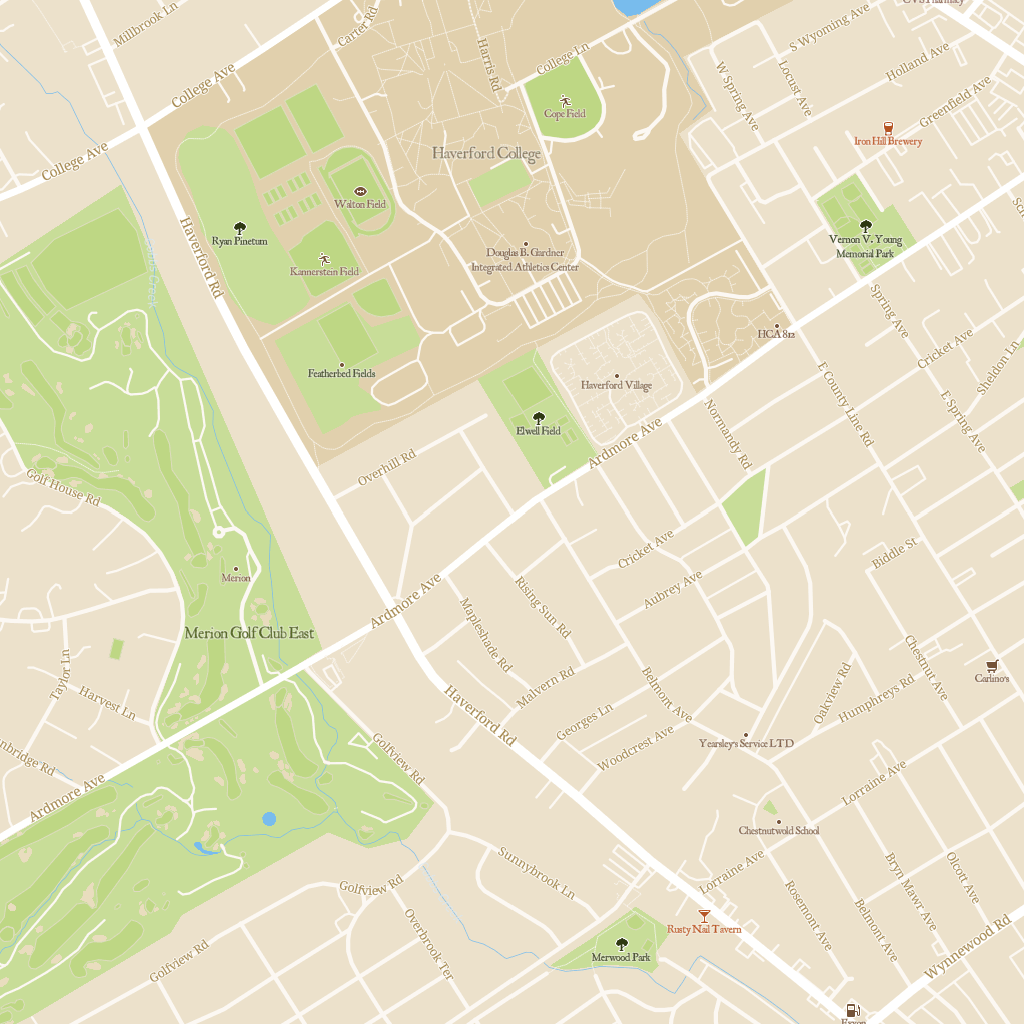 Millbrook Ln
Carter Rd
Harris Rd
College Ln
CVS Pharmacy
S Wyoming Ave
Holland Ave
Locust Ave
W Spring Ave
Greenfield Ave
College Ave
Cope Field
Iron Hill Brewery
College Ave
Haverford College
Walton Field
Haverford Rd
Ryan Pinetum
Kannerstein Field
Douglas B. Gardner
Integrated Athletics Center
Vernon V. Young
Memorial Park
Spring Ave
HCA 812
Cricket Ave
Sheldon Ln
Featherbed Fields
Haverford Village
E County Line Rd
E Spring Ave
Elwell Field
Normandy Rd
Ardmore Ave
Overhill Rd
Golf House Rd
Cricket Ave
Biddle St
Merion
Aubrey Ave
Ardmore Ave
Rising Sun Rd
Merion Golf Club East
Mapleshade Rd
Malvern Rd
Belmont Ave
Chestnut Ave
Carlino's
Taylor Ln
Harvest Ln
Oakview Rd
Humphreys Rd
Haverford Rd
Georges Ln
Woodcrest Ave
Yearsley's Service LTD
Golfview Rd
Ardmore Ave
Lorraine Ave
Chestnutwold School
Sunnybrook Ln
Lorraine Ave
Golfview Rd
Rosemont Ave
Belmont Ave
Bryn Mawr Ave
Olcott Ave
Rusty Nail Tavern
Overbrook Ter
Merwood Park
Golfview Rd
Wynnewood Rd
Exxon